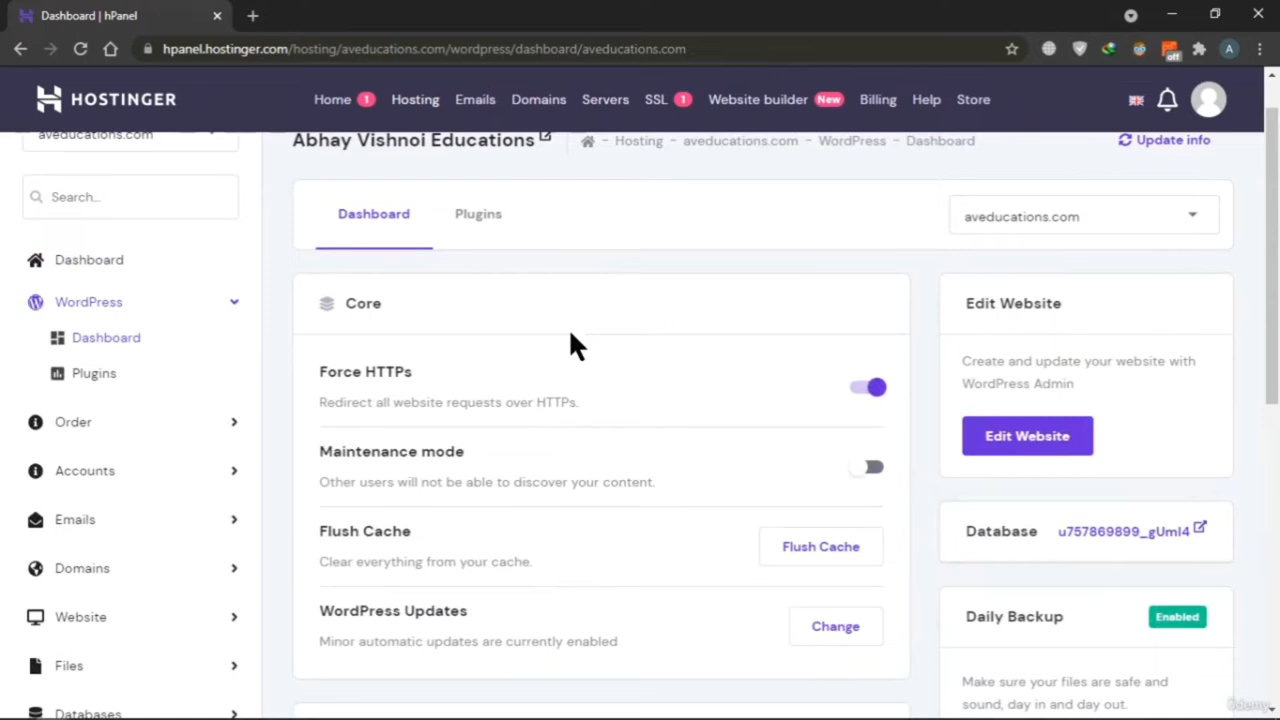 Dashboard | hPanel
hpanel.hostinger.com/hosting/aveducations.com/wordpress/dashboard/aveducations.com
off
A
HOSTINGER
Home 1 Hosting Emails Domains Servers SSL 1 Website builder New Billing Help Store
aveducations.com
Search...
Dashboard
WordPress
Dashboard
Plugins
Order
Accounts
Emails
Domains
Website
Files
Databases
Abhay Vishnoi Educations
- Hosting - aveducations.com - WordPress - Dashboard
Update info
Dashboard Plugins
aveducations.com
Core
Force HTTPs
Redirect all website requests over HTTPs.
Maintenance mode
Other users will not be able to discover your content.
Flush Cache
Clear everything from your cache.
Flush Cache
WordPress Updates
Minor automatic updates are currently enabled
Change
Edit Website
Create and update your website with
WordPress Admin
Edit Website
Database u757869899_gUmI4
Daily Backup Enabled
Make sure your files are safe and
sound, day in and day out.
Udemy